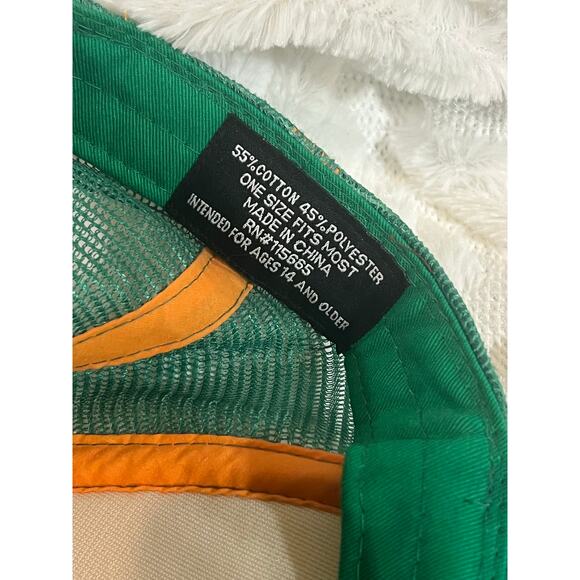 55% COTTON 45% POLYESTER
ONE SIZE FITS MOST
MADE IN CHINA
RN#115665
INTENDED FOR AGES 14 AND OLDER